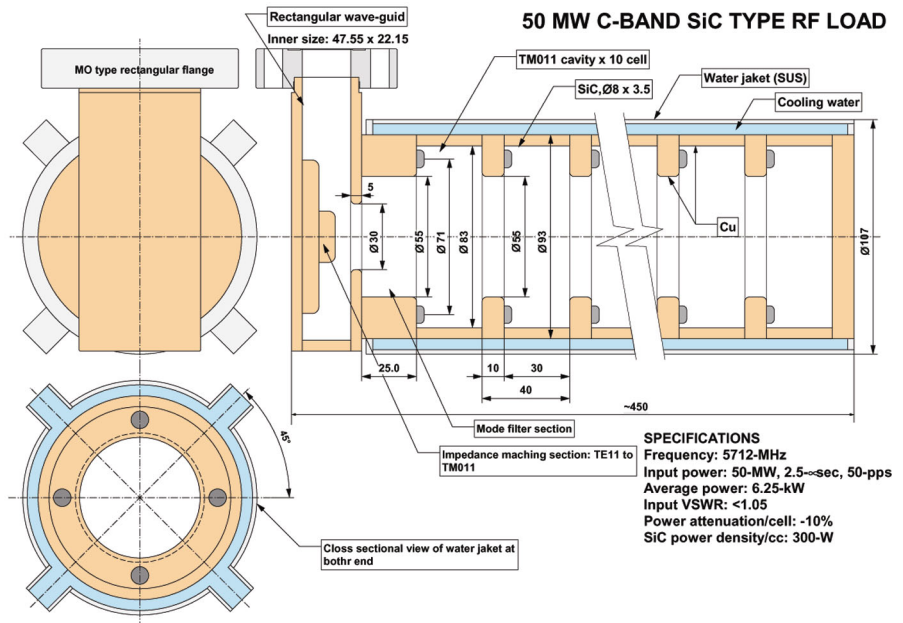 50 MW C-BAND SiC TYPE RF LOAD
Rectangular wave-guid
Inner size: 47.55 x 22.15
MO type rectangular flange
TM011 cavity x 10 cell
SiC,Ø8 x 3.5
Water jaket (SUS)
Cooling water
5
Ø30
Ø55
Ø71
Ø83
Ø55
Ø93
Cu
Ø107
25.0
10
30
40
~450
Mode filter section
Impedance maching section: TE11 to
TM011
45°
Closs sectional view of water jaket at
bothr end
SPECIFICATIONS
Frequency: 5712-MHz
Input power: 50-MW, 2.5-∝sec, 50-pps
Average power: 6.25-kW
Input VSWR: <1.05
Power attenuation/cell: -10%
SiC power density/cc: 300-W